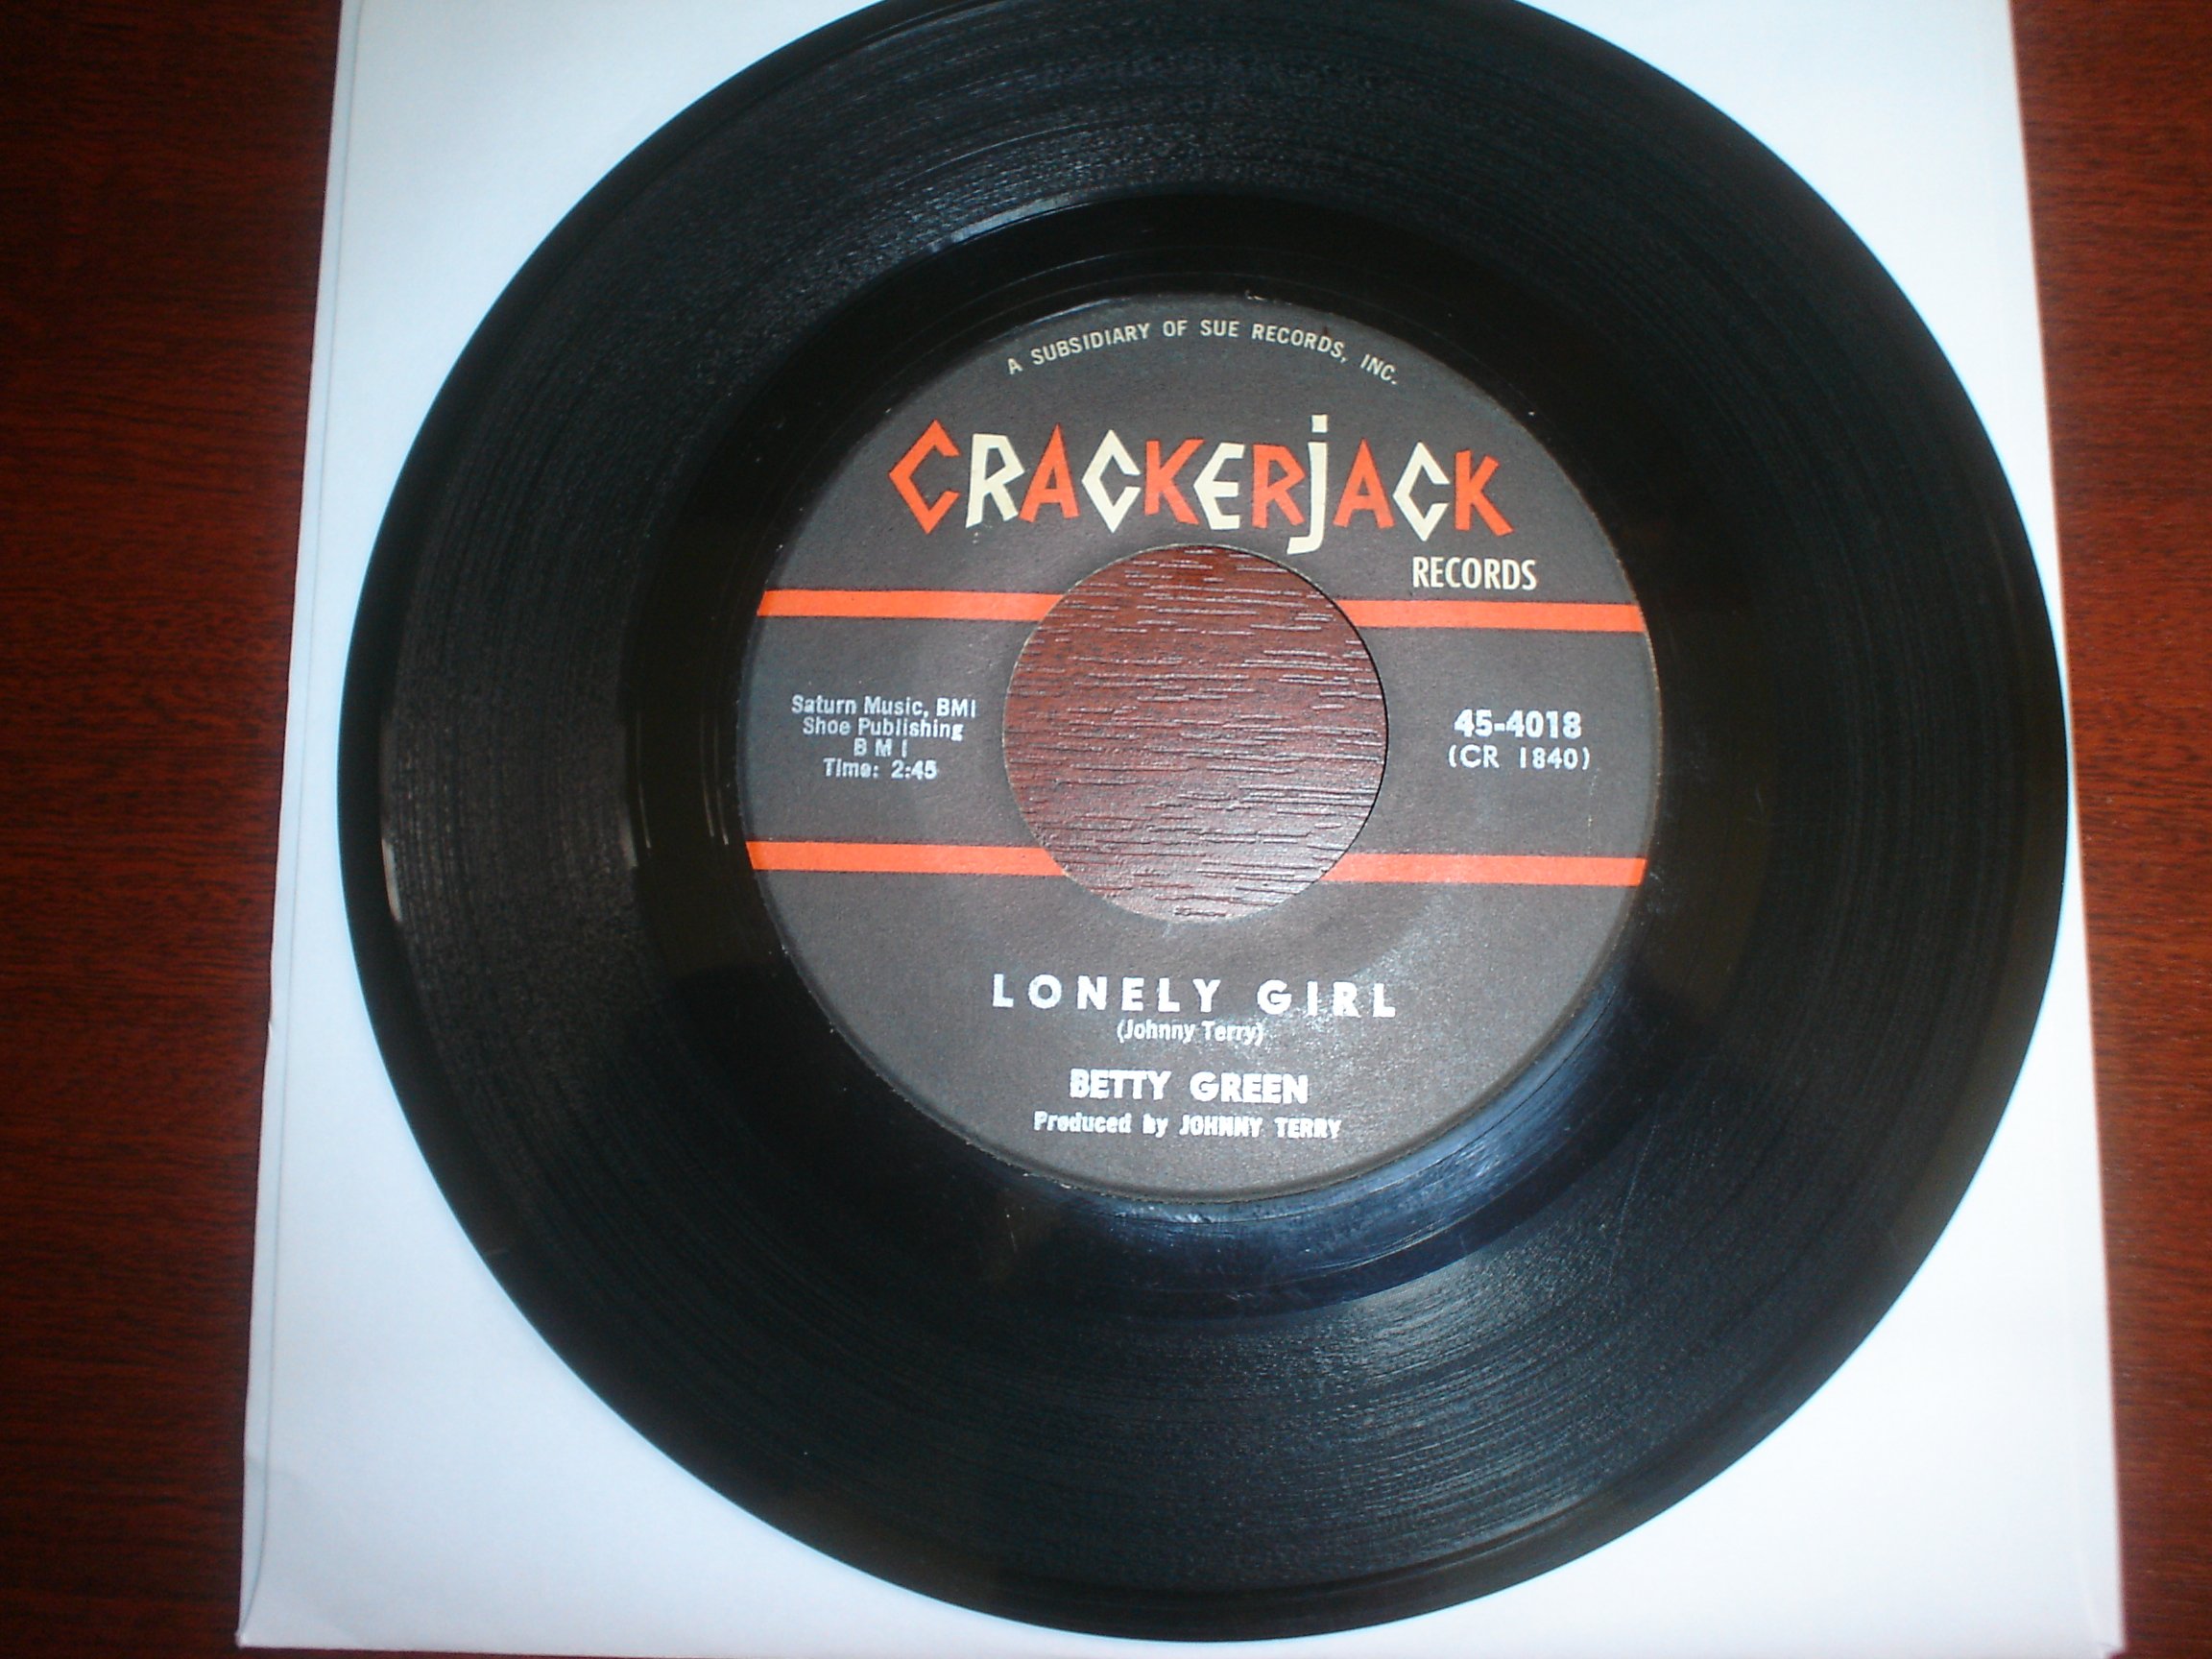 A SUBSIDIARY OF SUE RECORDS, INC.
CRACKERjACK
RECORDS
Saturn Music, BMI
Shoe Publishing
B M I
Time: 2:45
45-4018
(CR 1840)
LONELY GIRL
(Johnny Terry)
BETTY GREEN
Produced by JOHNNY TERRY